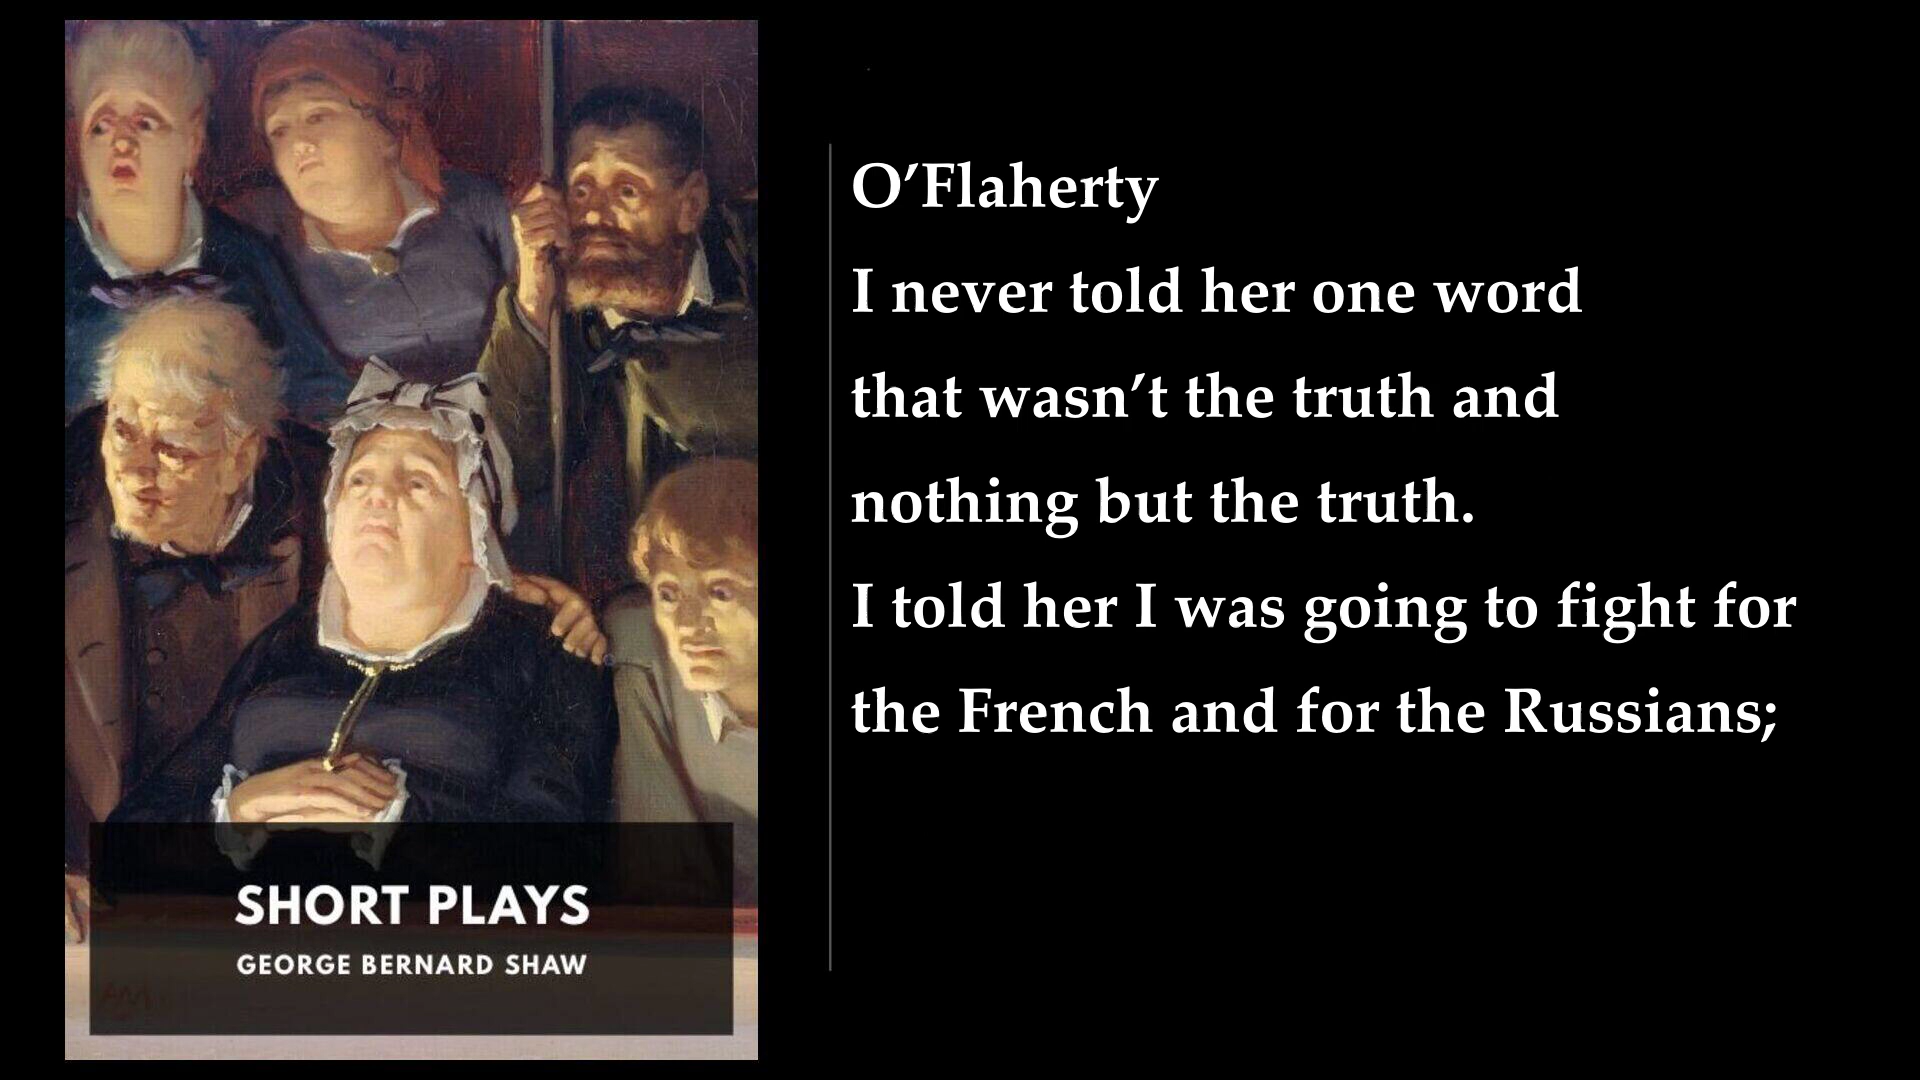 O’Flaherty
I never told her one word
that wasn’t the truth and
nothing but the truth.
I told her I was going to fight for
the French and for the Russians;
SHORT PLAYS
GEORGE BERNARD SHAW